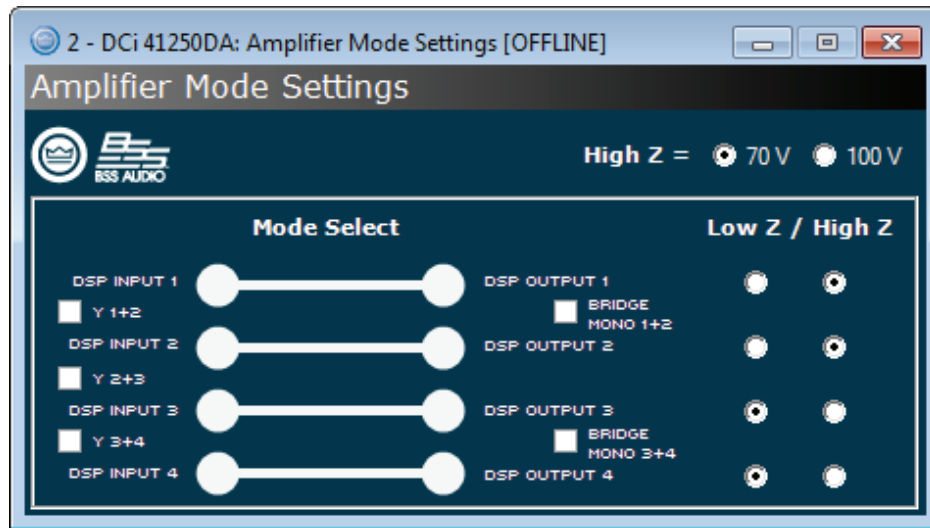 2 - DCi 41250DA: Amplifier Mode Settings [OFFLINE]
Amplifier Mode Settings
BSS
BSS AUDIO
High Z = 70 V 100 V
Mode Select Low Z / High Z
DSP INPUT 1 DSP OUTPUT 1
Y 1+2 BRIDGE
MONO 1+2
DSP INPUT 2 DSP OUTPUT 2
Y 2+3
DSP INPUT 3 DSP OUTPUT 3
Y 3+4 BRIDGE
MONO 3+4
DSP INPUT 4 DSP OUTPUT 4